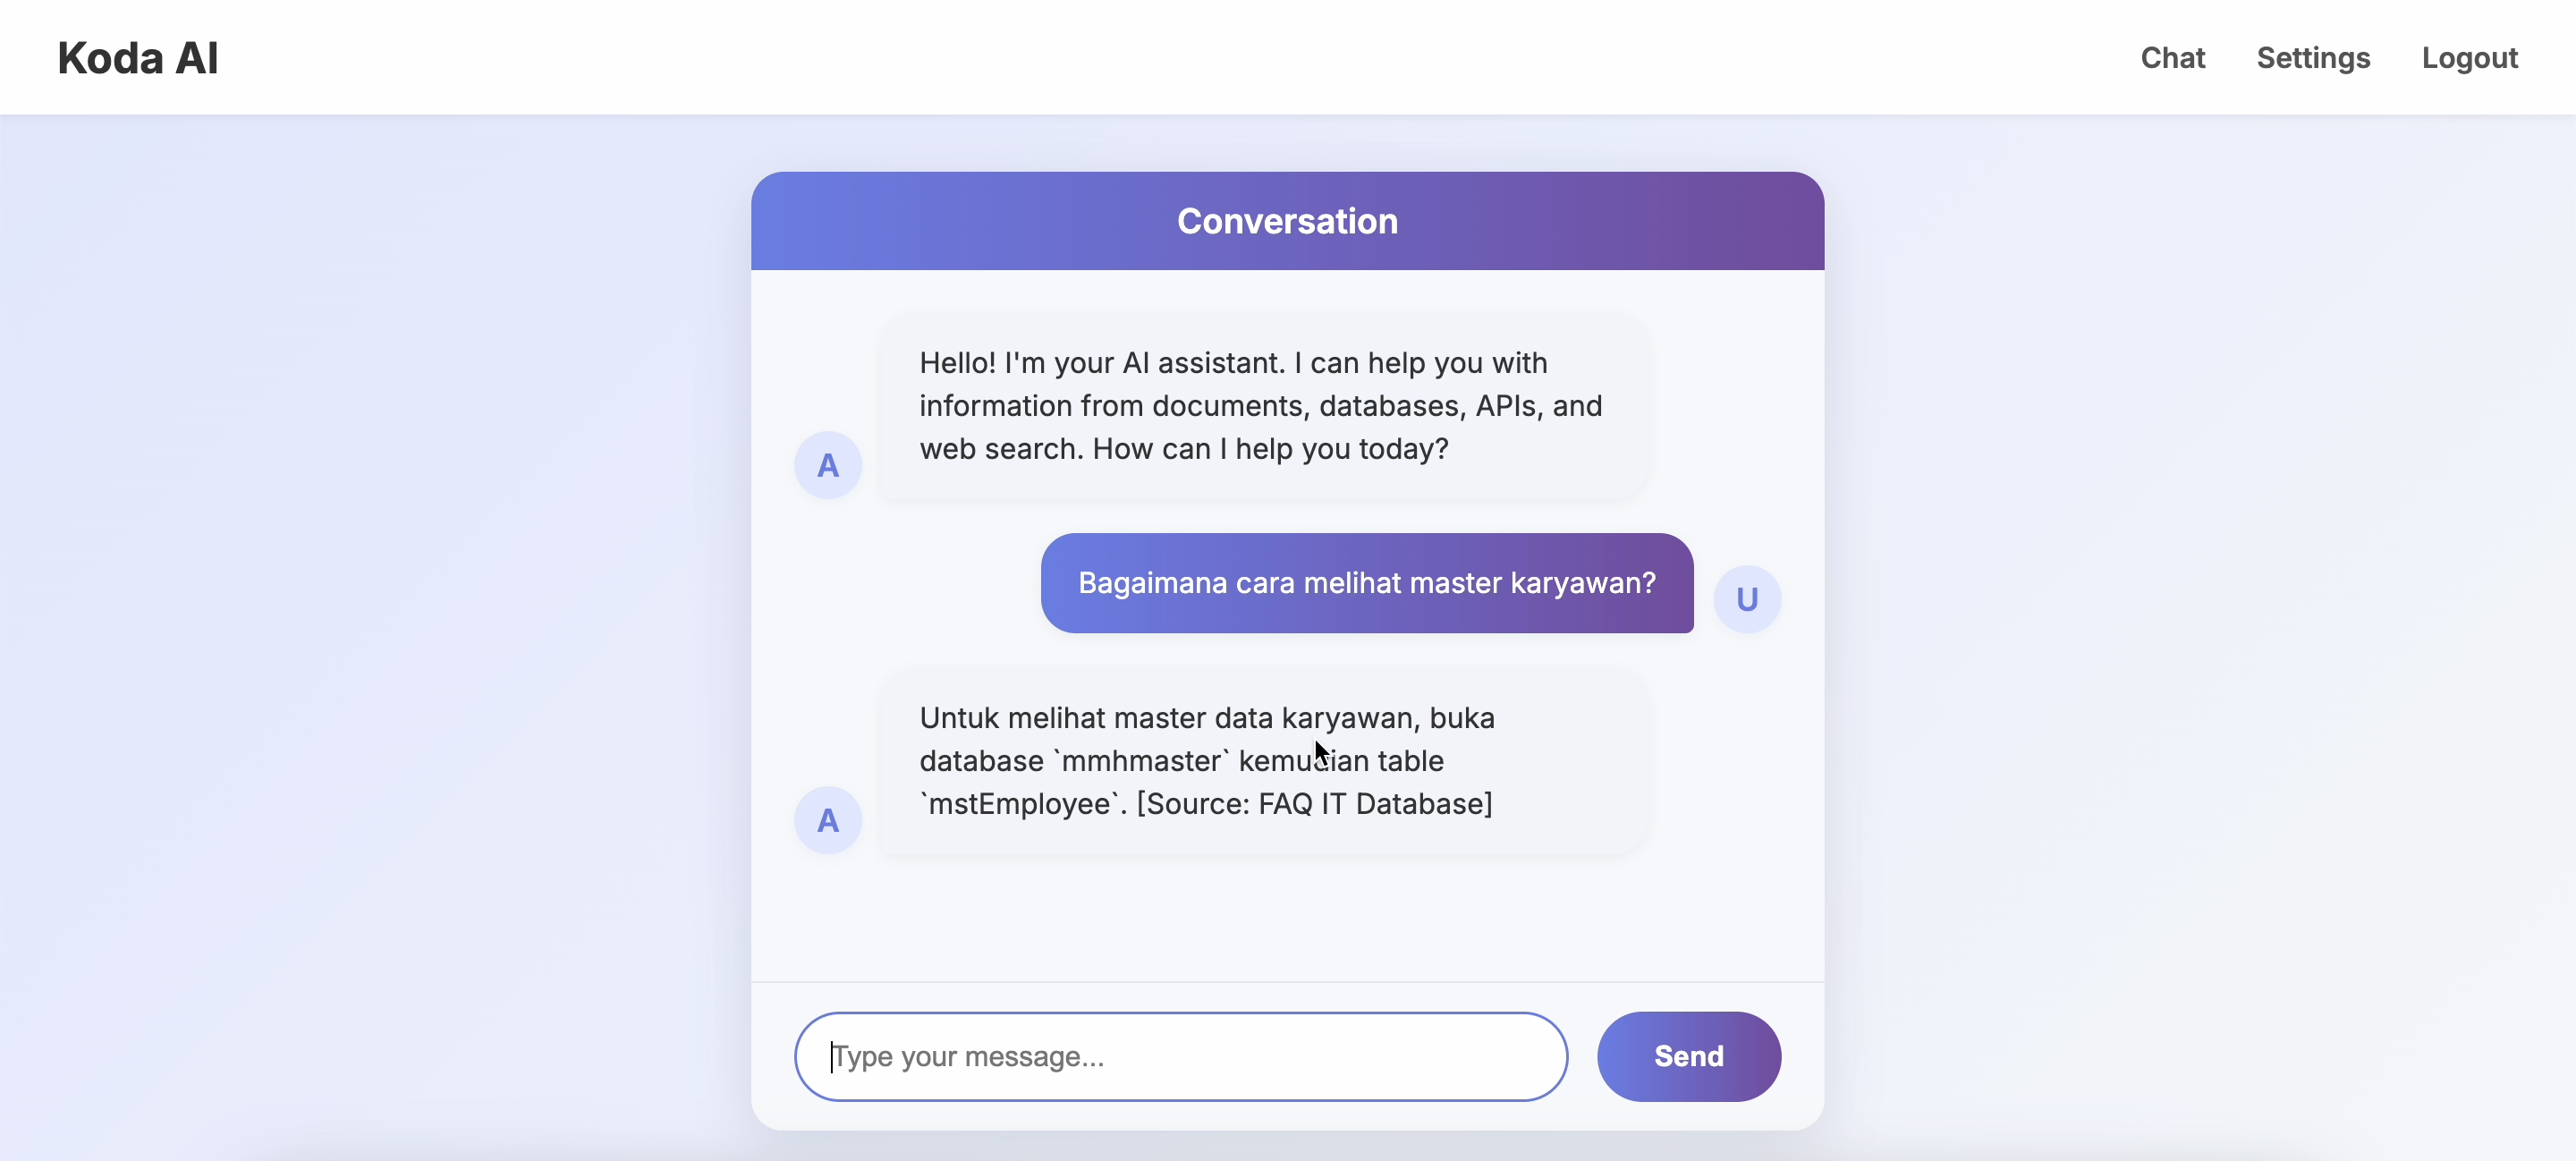 Koda AI
Chat
Settings
Logout
Conversation
Hello! I'm your AI assistant. I can help you with
information from documents, databases, APIs, and
web search. How can I help you today?
A
Bagaimana cara melihat master karyawan?
U
Untuk melihat master data karyawan, buka
database `mmhmaster` kemudian table
`mstEmployee`. [Source: FAQ IT Database]
A
Type your message...
Send